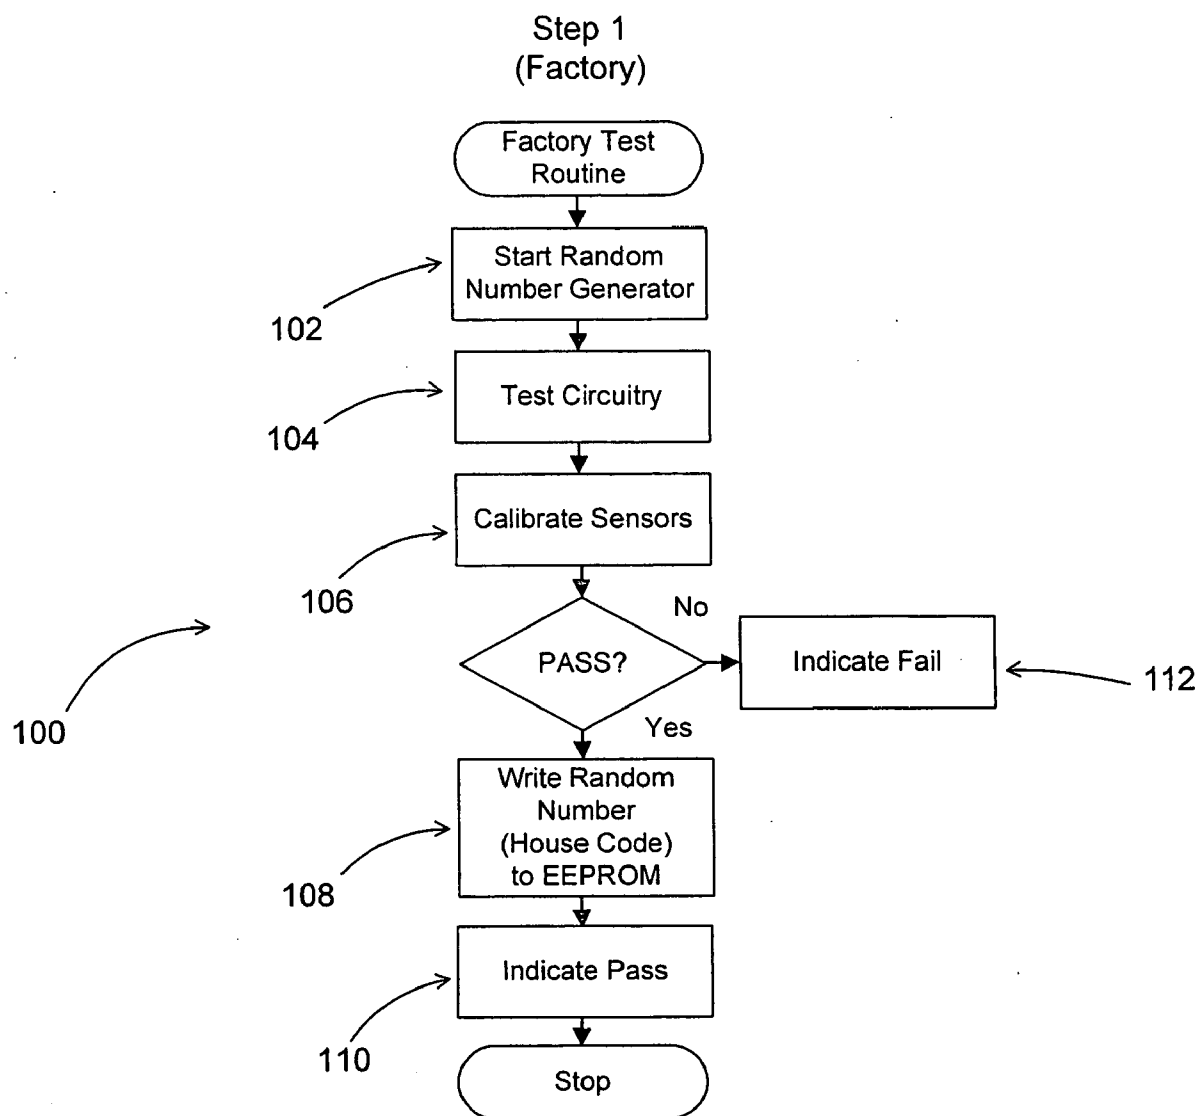 Step 1
(Factory)
Factory Test
Routine
Start Random
Number Generator
102
Test Circuitry
104
Calibrate Sensors
106
No
PASS?
Indicate Fail
112
100
Yes
Write Random
Number
(House Code)
to EEPROM
108
Indicate Pass
110
Stop